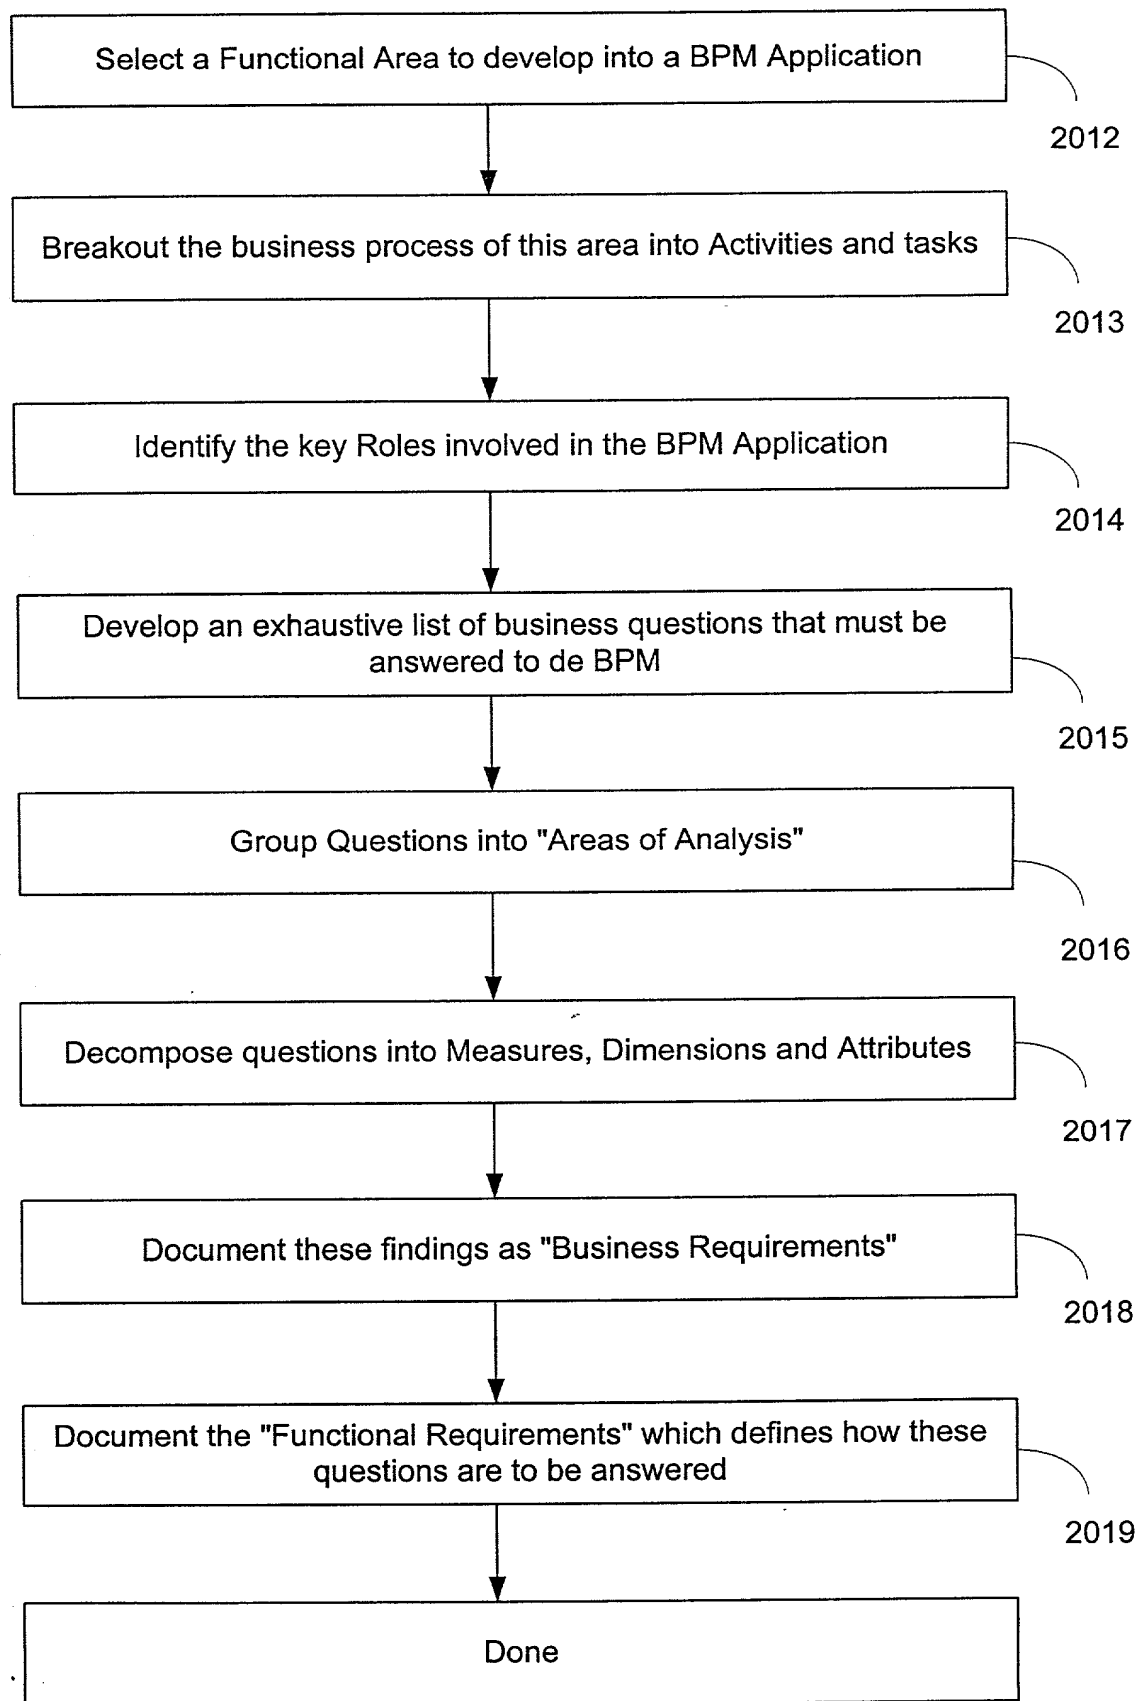 Select a Functional Area to develop into a BPM Application
2012
Breakout the business process of this area into Activities and tasks
2013
Identify the key Roles involved in the BPM Application
2014
Develop an exhaustive list of business questions that must be
answered to de BPM
2015
Group Questions into "Areas of Analysis"
2016
Decompose questions into Measures, Dimensions and Attributes
2017
Document these findings as "Business Requirements"
2018
Document the "Functional Requirements" which defines how these
questions are to be answered
2019
Done